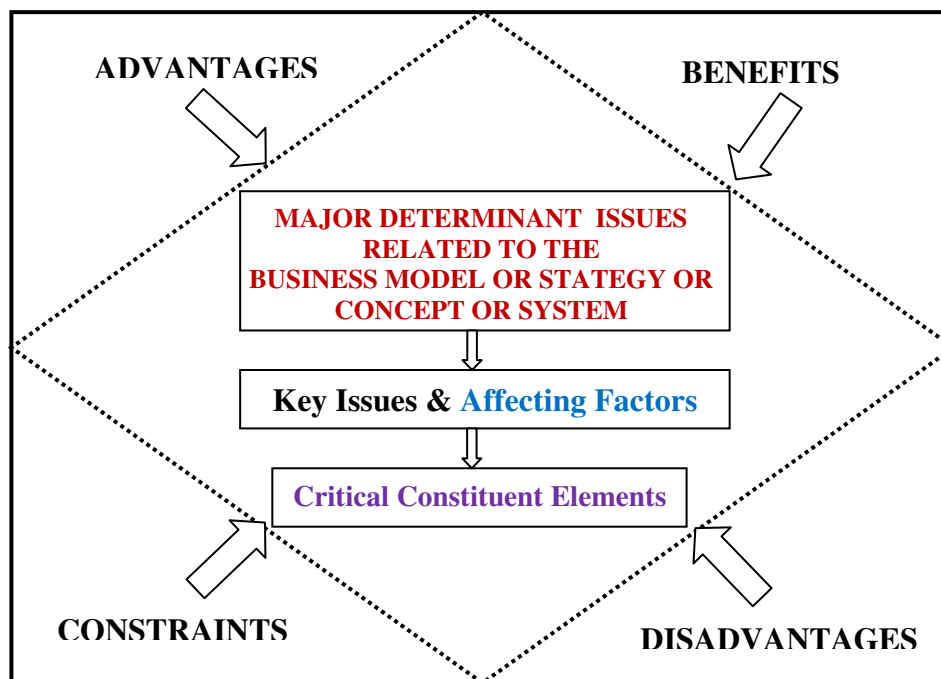 ADVANTAGES
BENEFITS
MAJOR DETERMINANT ISSUES
RELATED TO THE
BUSINESS MODEL OR STATEGY OR
CONCEPT OR SYSTEM
Key Issues & Affecting Factors
Critical Constituent Elements
CONSTRAINTS
DISADVANTAGES